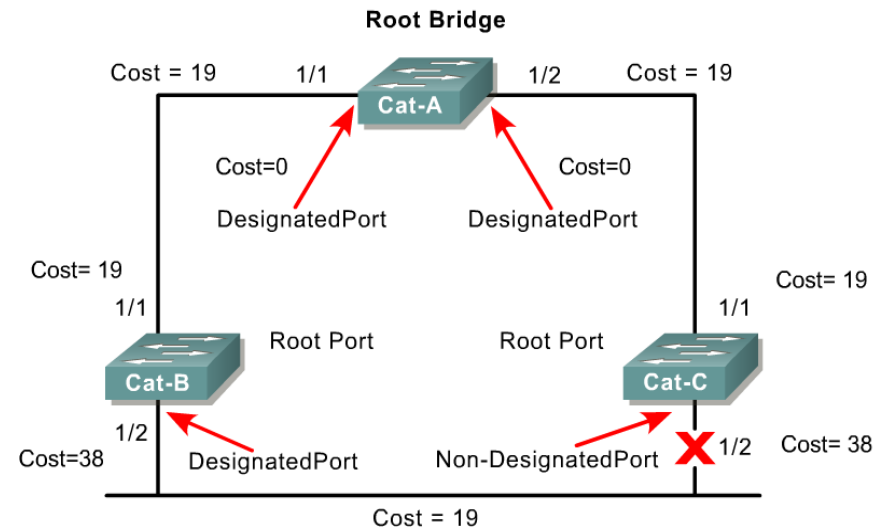 Root Bridge
Cost = 19
1/1
1/2
Cost = 19
Cat-A
Cost=0
Cost=0
DesignatedPort
DesignatedPort
Cost= 19
Cost= 19
1/1
1/1
Root Port
Root Port
Cat-B
Cat-C
1/2
1/2
Cost=38
DesignatedPort
Non-DesignatedPort
Cost= 38
Cost = 19